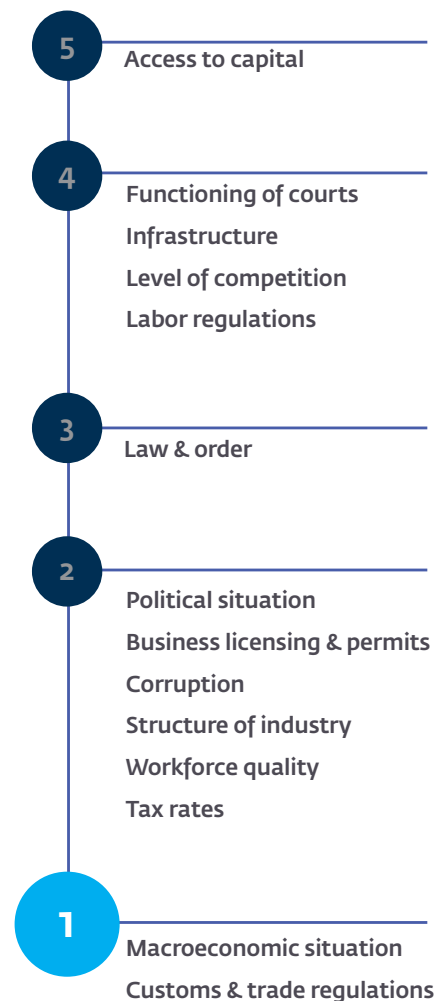 5
Access to capital
4
Functioning of courts
Infrastructure
Level of competition
Labor regulations
3
Law & order
2
Political situation
Business licensing & permits
Corruption
Structure of industry
Workforce quality
Tax rates
1
Macroeconomic situation
Customs & trade regulations